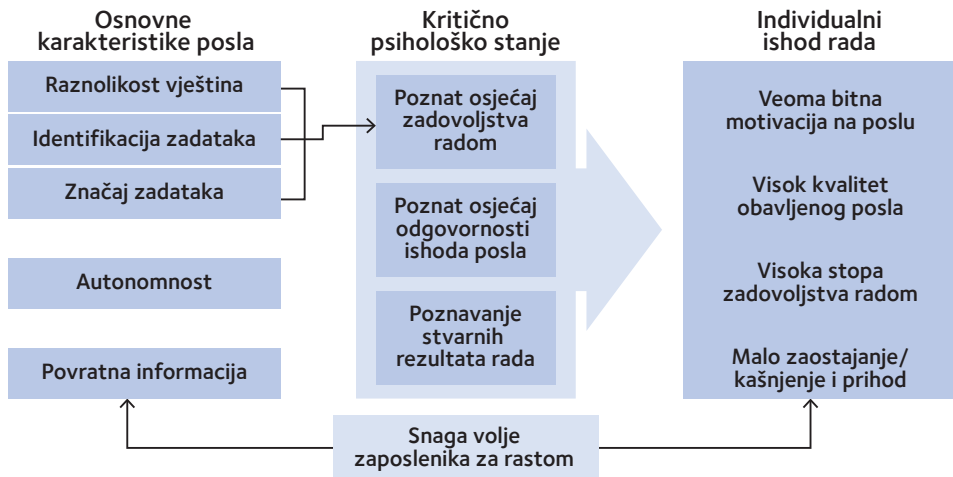 Osnovne
karakteristike posla
Raznolikost vještina
Identifikacija zadataka
Značaj zadataka
Autonomnost
Povratna informacija
Kritično
psihološko stanje
Poznat osjećaj
zadovoljstva
radom
Poznat osjećaj
odgovornosti
ishoda posla
Poznavanje
stvarnih
rezultata rada
Individualni
ishod rada
Veoma bitna
motivacija na poslu
Visok kvalitet
obavljenog posla
Visoka stopa
zadovoljstva radom
Malo zaostajanje/
kašnjenje i prihod
Snaga volje
zaposlenika za rastom